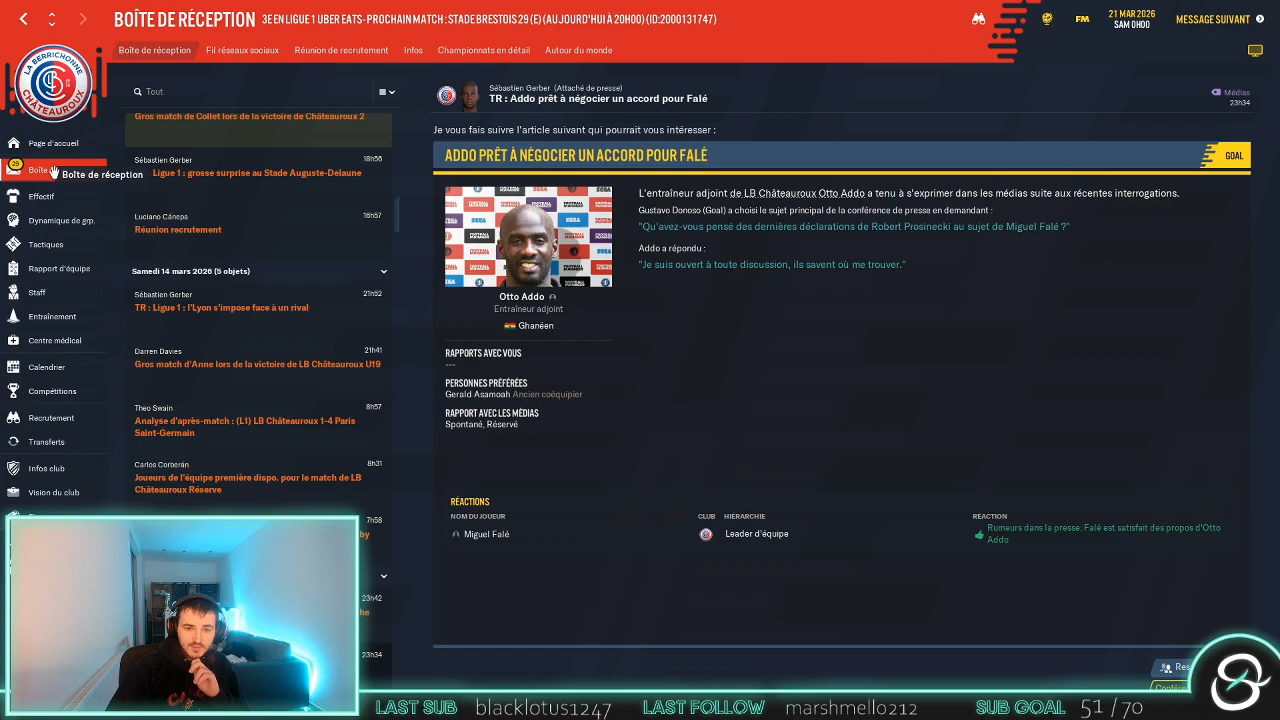 BOÎTE DE RÉCEPTION
3E EN LIGUE 1 UBER EATS - PROCHAIN MATCH : STADE BRESTOIS 29 (E) (AUJOURD'HUI À 20H00) (ID:2000131747)
FM
21 MAR 2026
SAM 0H00
MESSAGE SUIVANT
Boîte de réception
Fil réseaux sociaux
Réunion de recrutement
Infos
Championnats en détail
Autour du monde
LA BERRICHONNE
CHÂTEAUROUX
Page d'accueil
29
Boîte
Boîte de réception
Effectif
Dynamique de grp.
Tactiques
Rapport d'équipe
Staff
Entraînement
Centre médical
Calendrier
Compétitions
Recrutement
Transferts
Infos club
Vision du club
Tout
Gros match de Collet lors de la victoire de Châteauroux 2
Sébastien Gerber
18h56
Ligue 1 : grosse surprise au Stade Auguste-Delaune
Luciano Cánepa
16h57
Réunion recrutement
Samedi 14 mars 2026 (5 objets)
Sébastien Gerber
21h52
TR : Ligue 1 : l'Lyon s'impose face à un rival
Darren Davies
21h41
Gros match d'Anne lors de la victoire de LB Châteauroux U19
Theo Swain
8h57
Analyse d'après-match : (L1) LB Châteauroux 1-4 Paris
Saint-Germain
Carlos Corberán
8h31
Joueurs de l'équipe première dispo. pour le match de LB
Châteauroux Réserve
7h58
by
23h42
he
23h34
Sébastien Gerber (Attaché de presse)
TR : Addo prêt à négocier un accord pour Falé
Médias
23h34
Je vous fais suivre l'article suivant qui pourrait vous intéresser :
ADDO PRÊT À NÉGOCIER UN ACCORD POUR FALÉ
GOAL
Otto Addo
Entraîneur adjoint
Ghanéen
RAPPORTS AVEC VOUS
---
PERSONNES PRÉFÉRÉES
Gerald Asamoah Ancien coéquipier
RAPPORT AVEC LES MÉDIAS
Spontané, Réservé
L'entraîneur adjoint de LB Châteauroux Otto Addo a tenu à s'exprimer dans les médias suite aux récentes interrogations.
Gustavo Donoso (Goal) a choisi le sujet principal de la conférence de presse en demandant :
"Qu'avez-vous pensé des dernières déclarations de Robert Prosinecki au sujet de Miguel Falé ?"
Addo a répondu :
"Je suis ouvert à toute discussion, ils savent où me trouver."
RÉACTIONS
NOM DU JOUEUR
CLUB
HIÉRARCHIE
RÉACTION
Miguel Falé
Leader d'équipe
Rumeurs dans la presse: Falé est satisfait des propos d'Otto
Addo
Res
LAST SUB
blacklotus1247
LAST FOLLOW
marshmello212
SUB GOAL
51 / 70